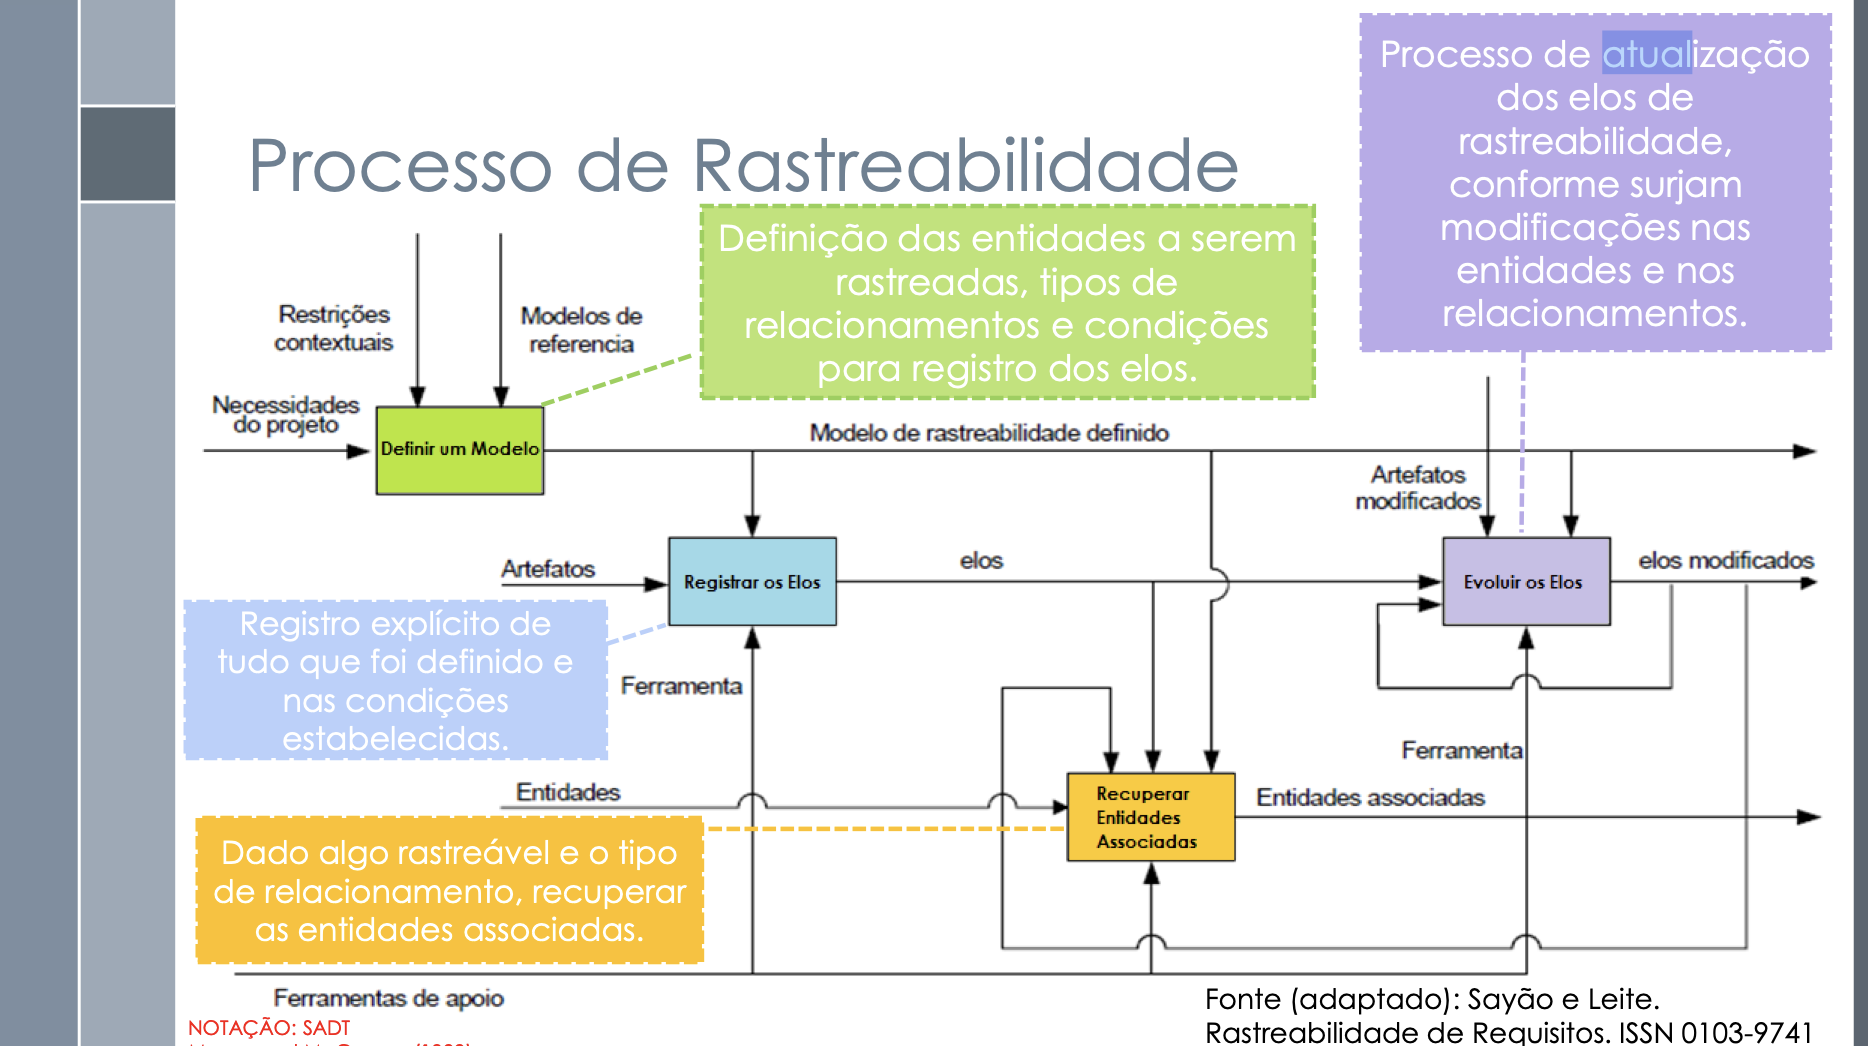 Processo de atualização
dos elos de
rastreabilidade,
conforme surjam
modificações nas
entidades e nos
relacionamentos.
Processo de Rastreabilidade
Definição das entidades a serem
rastreadas, tipos de
relacionamentos e condições
para registro dos elos.
Restrições
contextuais
Modelos de
referencia
Necessidades
do projeto
Definir um Modelo
Modelo de rastreabilidade definido
Artefatos
modificados
Artefatos
Registrar os Elos
elos
Evoluir os Elos
elos modificados
Registro explícito de
tudo que foi definido e
nas condições
estabelecidas.
Ferramenta
Ferramenta
Entidades
Recuperar
Entidades
Associadas
Entidades associadas
Dado algo rastreável e o tipo
de relacionamento, recuperar
as entidades associadas.
Ferramentas de apoio
NOTAÇÃO: SADT
Fonte (adaptado): Sayão e Leite.
Rastreabilidade de Requisitos. ISSN 0103-9741